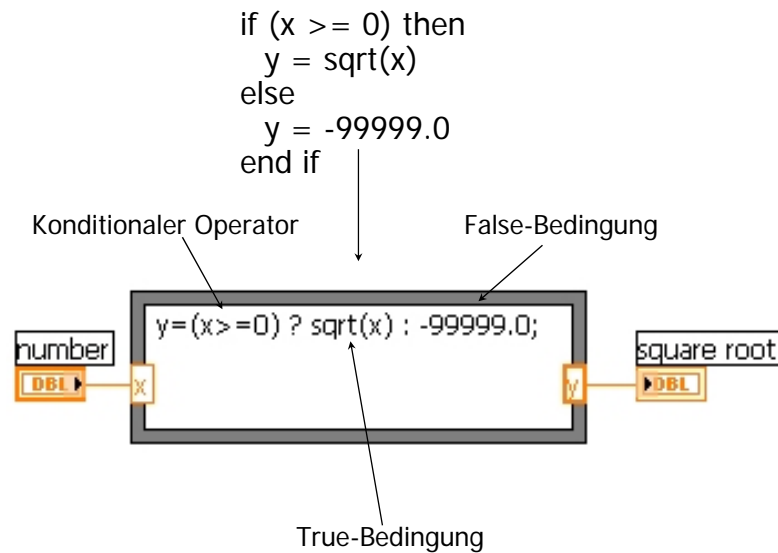 if (x >= 0) then
y = sqrt(x)
else
y = -99999.0
end if
Konditionaler Operator
False-Bedingung
y=(x>=0) ? sqrt(x) : -99999.0;
number
DBL
x
y
square root
DBL
True-Bedingung